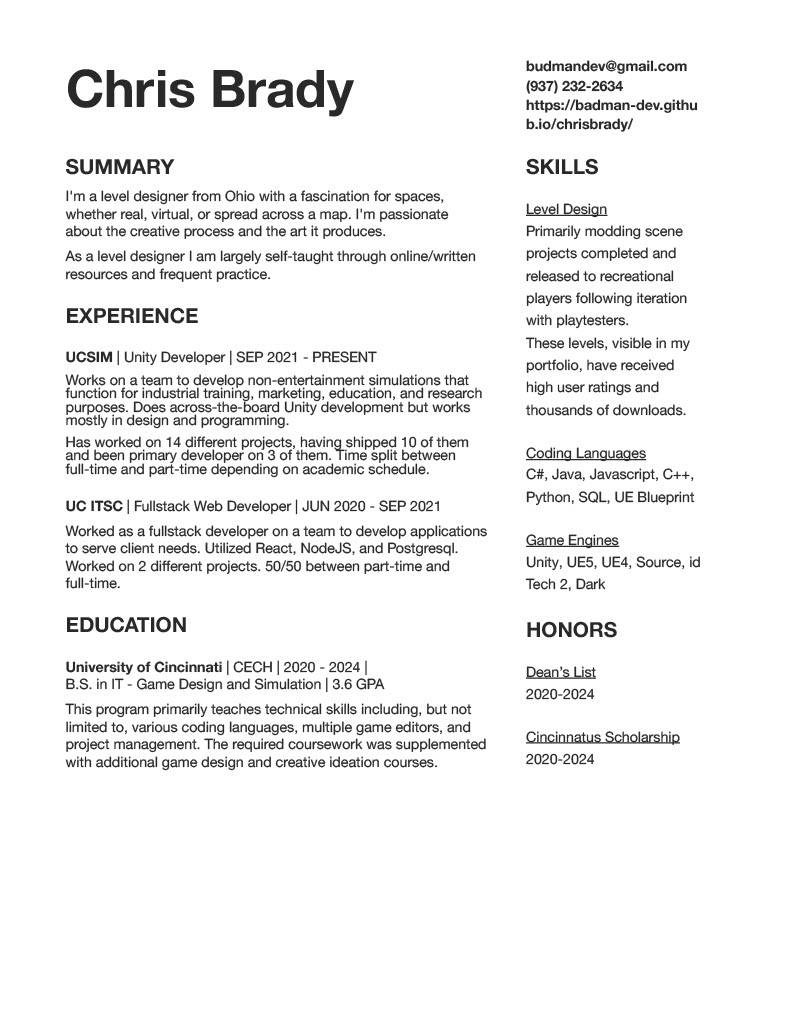 Chris Brady
budmandev@gmail.com
(937) 232-2634
https://badman-dev.githu
b.io/chrisbrady/
SUMMARY
I'm a level designer from Ohio with a fascination for spaces,
whether real, virtual, or spread across a map. I'm passionate
about the creative process and the art it produces.
As a level designer I am largely self-taught through online/written
resources and frequent practice.
EXPERIENCE
UCSIM | Unity Developer | SEP 2021 - PRESENT
Works on a team to develop non-entertainment simulations that
function for industrial training, marketing, education, and research
purposes. Does across-the-board Unity development but works
mostly in design and programming.
Has worked on 14 different projects, having shipped 10 of them
and been primary developer on 3 of them. Time split between
full-time and part-time depending on academic schedule.
UC ITSC | Fullstack Web Developer | JUN 2020 - SEP 2021
Worked as a fullstack developer on a team to develop applications
to serve client needs. Utilized React, NodeJS, and Postgresql.
Worked on 2 different projects. 50/50 between part-time and
full-time.
EDUCATION
University of Cincinnati | CECH | 2020 - 2024 |
B.S. in IT - Game Design and Simulation | 3.6 GPA
This program primarily teaches technical skills including, but not
limited to, various coding languages, multiple game editors, and
project management. The required coursework was supplemented
with additional game design and creative ideation courses.
SKILLS
Level Design
Primarily modding scene
projects completed and
released to recreational
players following iteration
with playtesters.
These levels, visible in my
portfolio, have received
high user ratings and
thousands of downloads.
Coding Languages
C#, Java, Javascript, C++,
Python, SQL, UE Blueprint
Game Engines
Unity, UE5, UE4, Source, id
Tech 2, Dark
HONORS
Dean's List
2020-2024
Cincinnatus Scholarship
2020-2024